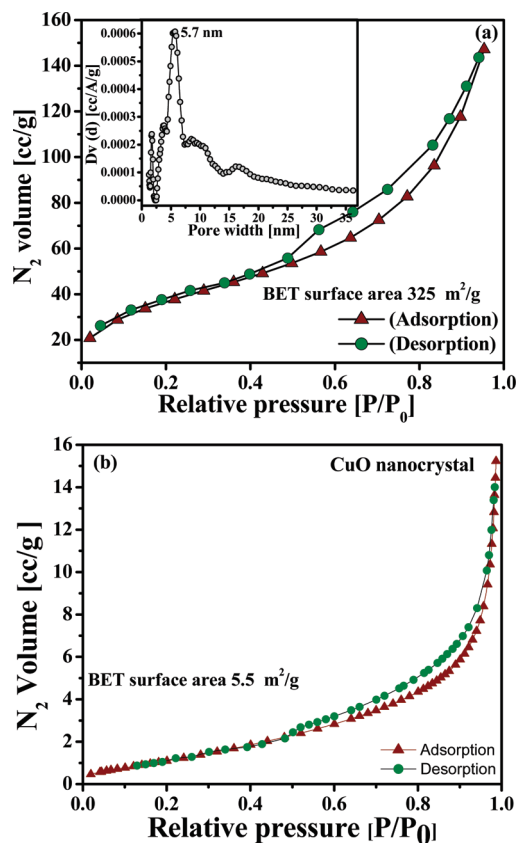 (a)
N2 volume [cc/g]
160
140
120
100
80
60
40
20
0.0 0.2 0.4 0.6 0.8 1.0
Relative pressure [P/P0]
Dv (d) [cc/A/g]
0.0006
0.0005
0.0004
0.0003
0.0002
0.0001
0.0000
0 5 10 15 20 25 30 35
Pore width [nm]
5.7 nm
BET surface area 325 m²/g
(Adsorption)
(Desorption)
(b)
CuO nanocrystal
N2 Volume [cc/g]
16
14
12
10
8
6
4
2
0
0.0 0.2 0.4 0.6 0.8 1.0
Relative pressure [P/P0]
BET surface area 5.5 m²/g
Adsorption
Desorption